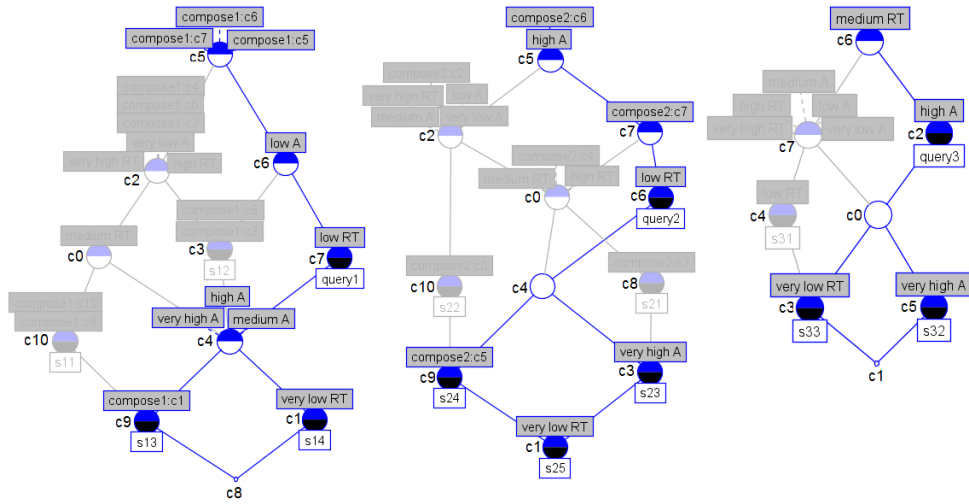 compose1:c6
compose1:c7
compose1:c5
c5
compose1:c4
compose1:c0
compose1:c2
very low A
very high RT
high RT
c2
low A
c6
compose1:c8
compose1:c3
c3
s12
medium RT
c0
low RT
c7
query1
high A
very high A
medium A
c4
compose1:c10
compose1:c9
c10
s11
compose1:c1
c9
s13
very low RT
c1
s14
c8
compose2:c6
high A
c5
compose2:c2
very high RT
low A
medium A
very low A
c2
compose2:c7
c7
compose2:c4
medium RT
high RT
c0
low RT
c6
query2
compose2:c0
c10
s22
c4
compose2:c3
c8
s21
compose2:c5
c9
s24
very high A
c3
s23
very low RT
c1
s25
medium RT
c6
medium A
high RT
low A
very high RT
very low A
c7
high A
c2
query3
low RT
c4
s31
c0
very low RT
c3
s33
very high A
c5
s32
c1